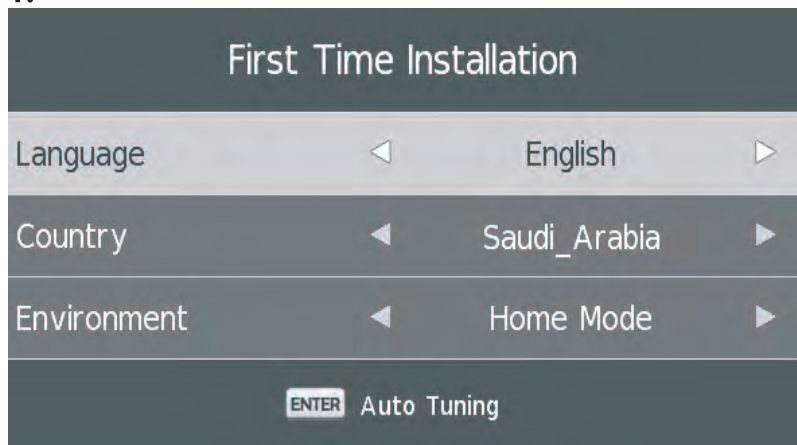 First Time Installation
Language English
Country Saudi_Arabia
Environment Home Mode
ENTER Auto Tuning